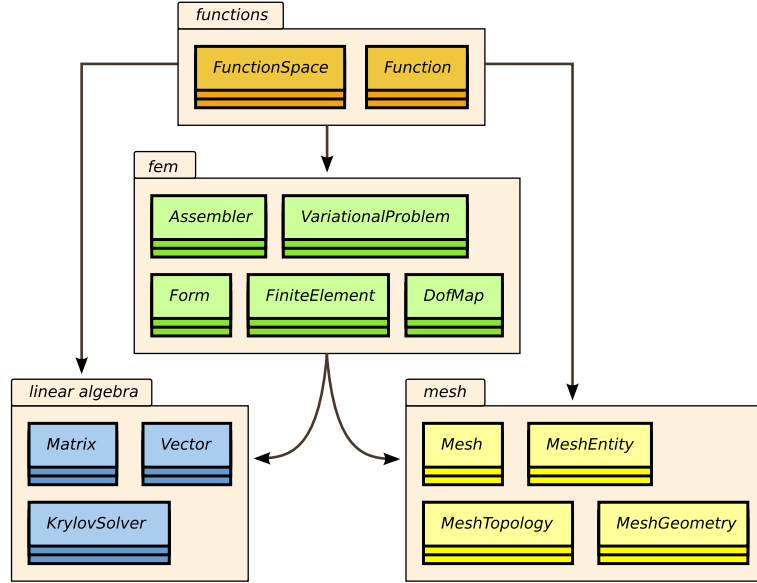 functions
FunctionSpace
Function
fem
Assembler
VariationalProblem
Form
FiniteElement
DofMap
linear algebra
Matrix
Vector
KrylovSolver
mesh
Mesh
MeshEntity
MeshTopology
MeshGeometry